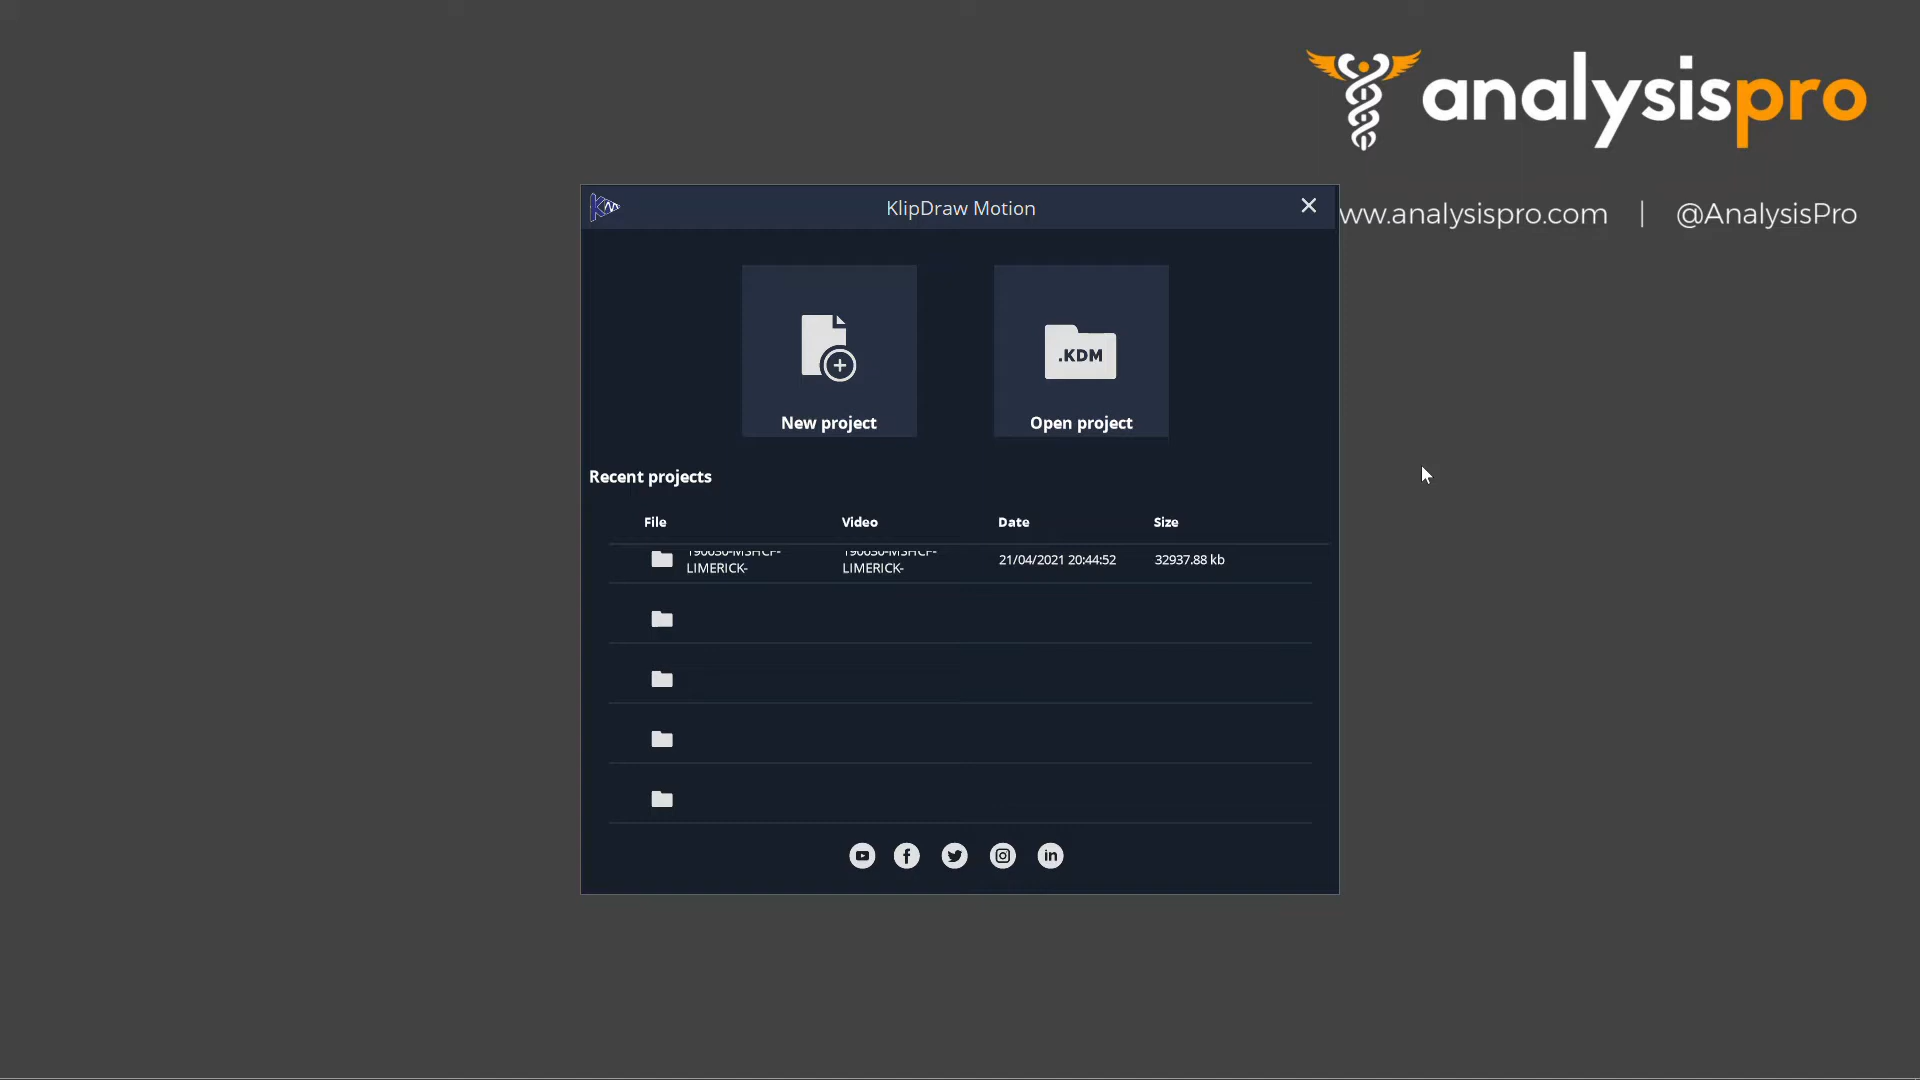 analysispro
KlipDraw Motion
ww.analysispro.com | @AnalysisPro
.KDM
New project
Open project
Recent projects
File Video Date Size
LIMERICK- LIMERICK- 21/04/2021 20:44:52 32937.88 kb